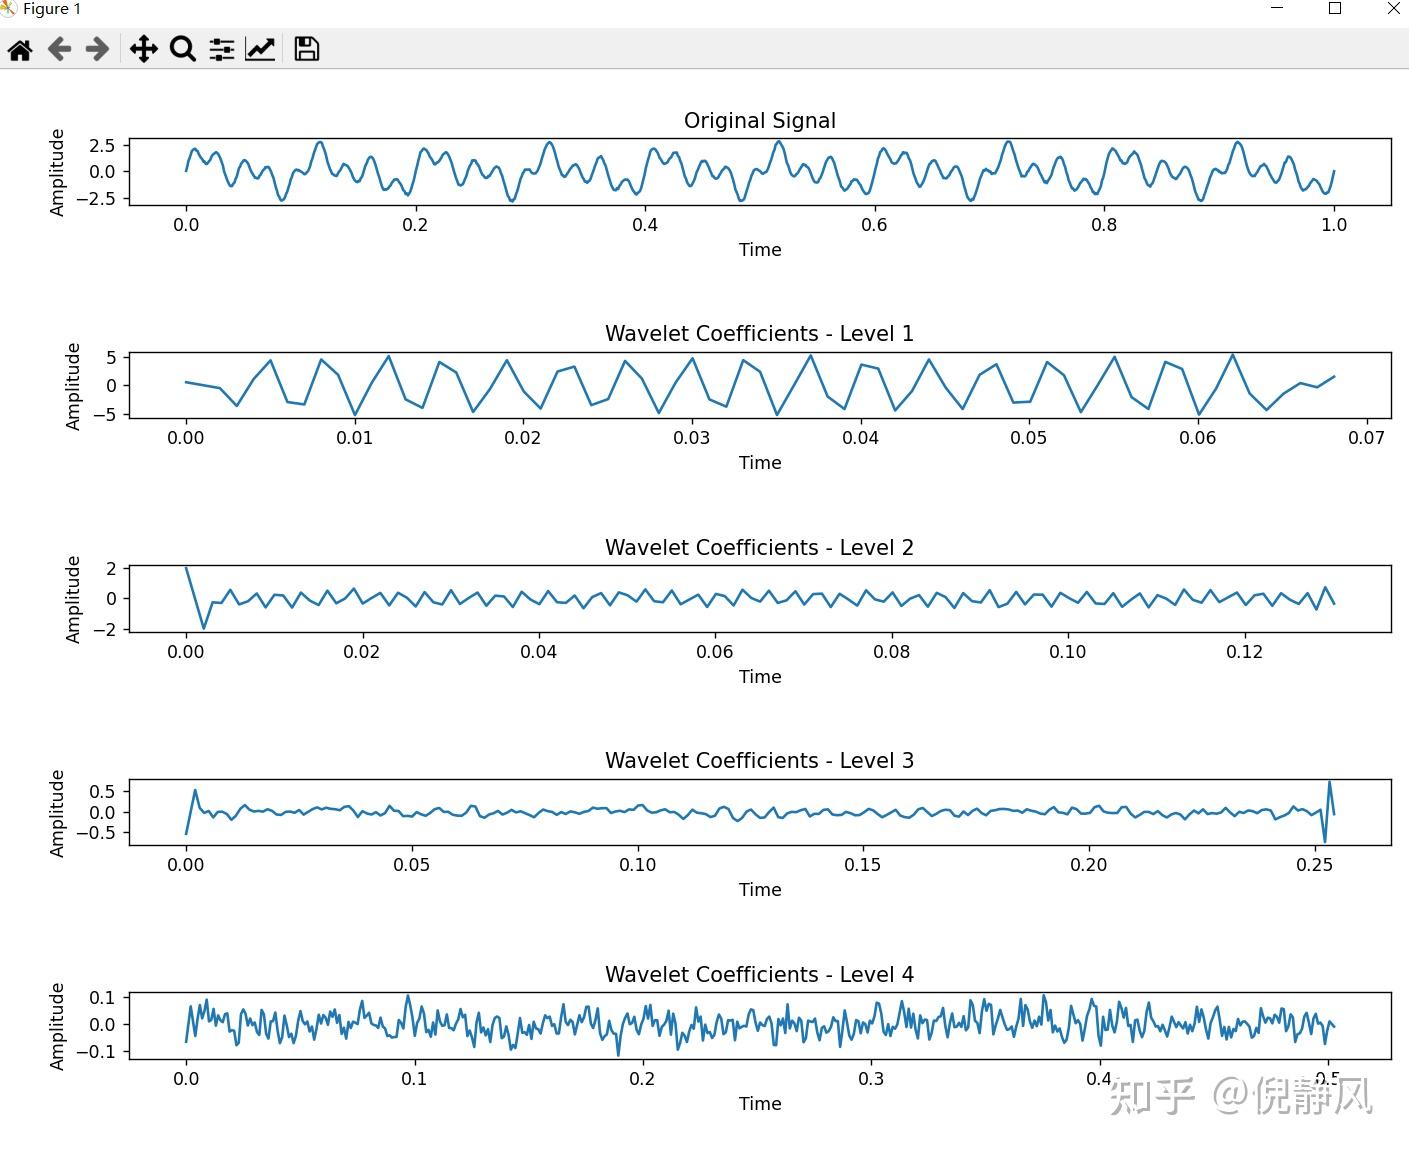 Figure 1
Original Signal
Amplitude
2.5
0.0
−2.5
0.0 0.2 0.4 0.6 0.8 1.0
Time
Wavelet Coefficients - Level 1
Amplitude
5
0
−5
0.00 0.01 0.02 0.03 0.04 0.05 0.06 0.07
Time
Wavelet Coefficients - Level 2
Amplitude
2
0
−2
0.00 0.02 0.04 0.06 0.08 0.10 0.12
Time
Wavelet Coefficients - Level 3
Amplitude
0.5
0.0
−0.5
0.00 0.05 0.10 0.15 0.20 0.25
Time
Wavelet Coefficients - Level 4
Amplitude
0.1
0.0
−0.1
0.0 0.1 0.2 0.3 0.4 0.5
Time
知乎 @倪静风